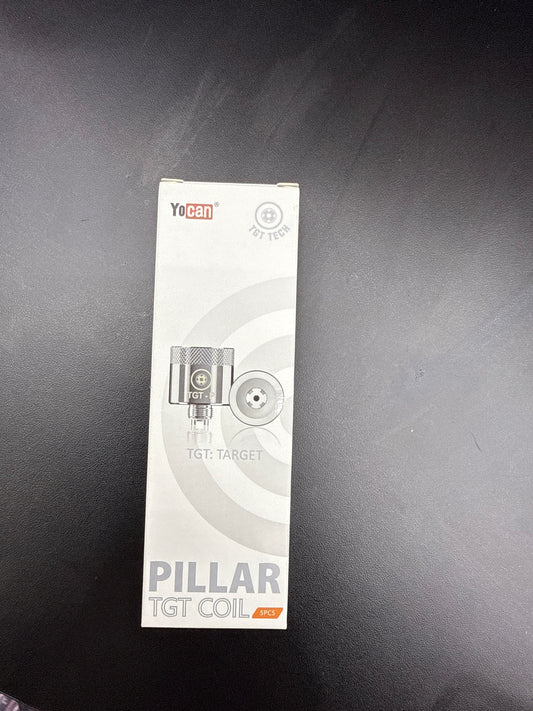 Yocan®
TGT TECH
TGT
TGT: TARGET
PILLAR
TGT COIL
5PCS